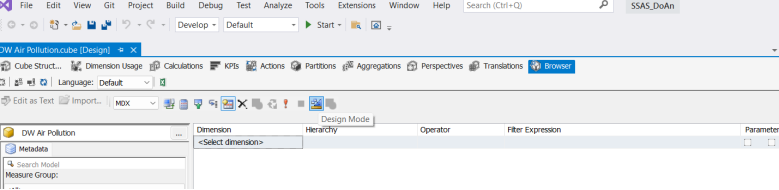 File Edit View Git Project Build Debug Test Analyze Tools Extensions Window Help Search (Ctrl+Q) SSAS_DoAn
Develop Default Start
DW Air Pollution.cube [Design]
Cube Struct... Dimension Usage Calculations KPIs Actions Partitions Aggregations Perspectives Translations Browser
Language: Default
Edit as Text Import... MDX
Design Mode
DW Air Pollution ... Dimension Hierarchy Operator Filter Expression Parameter
Metadata <Select dimension>
Search Model
Measure Group: